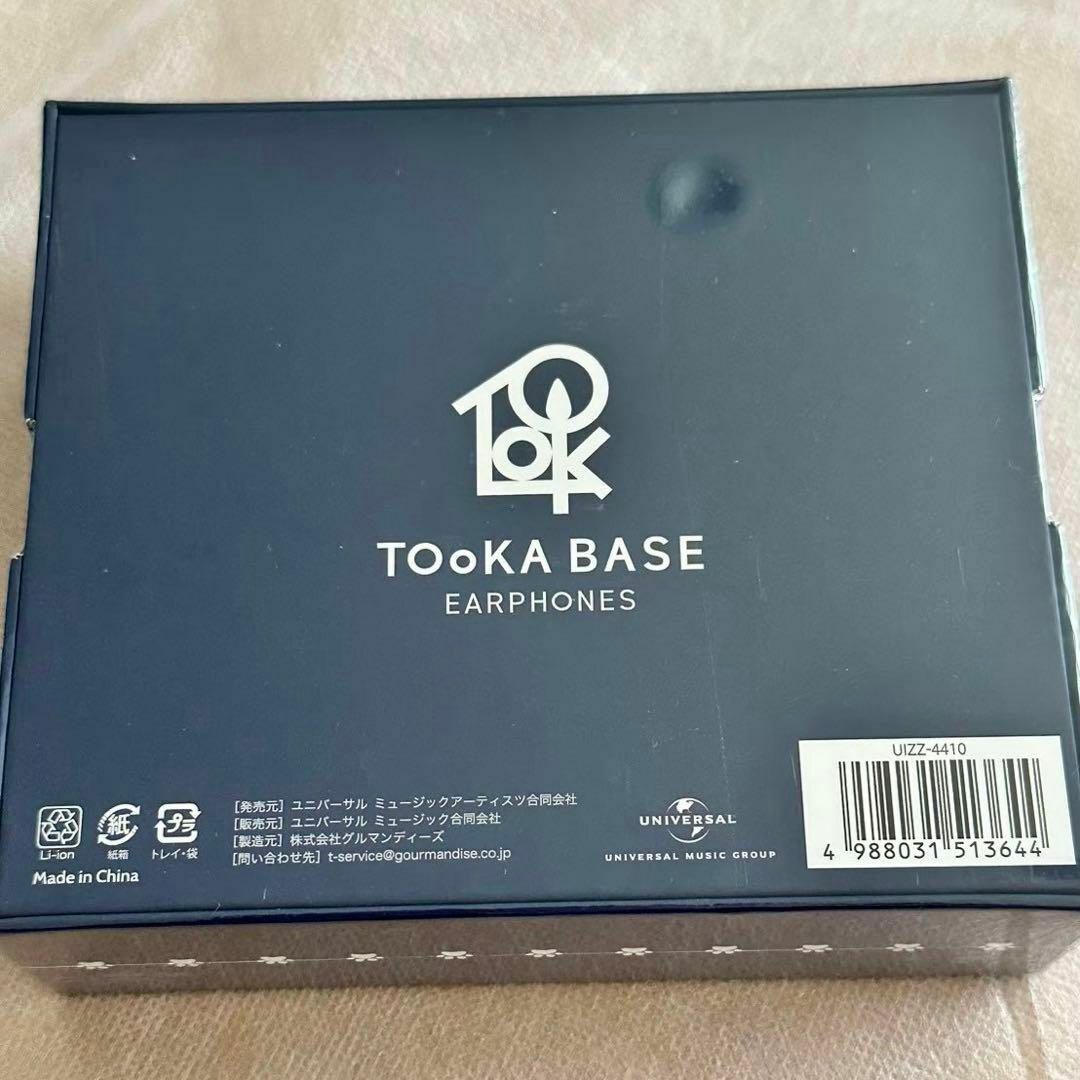 TOoK
TOoKA BASE
EARPHONES
UIZZ-4410
4 988031 513644
Li-ion
紙
紙箱
プラ
トレイ・袋
[発売元] ユニバーサル ミュージックアーティスツ合同会社
[販売元] ユニバーサル ミュージック合同会社
[製造元] 株式会社グルマンディーズ
[問い合わせ先] t-service@gourmandise.co.jp
Made in China
UNIVERSAL
UNIVERSAL MUSIC GROUP